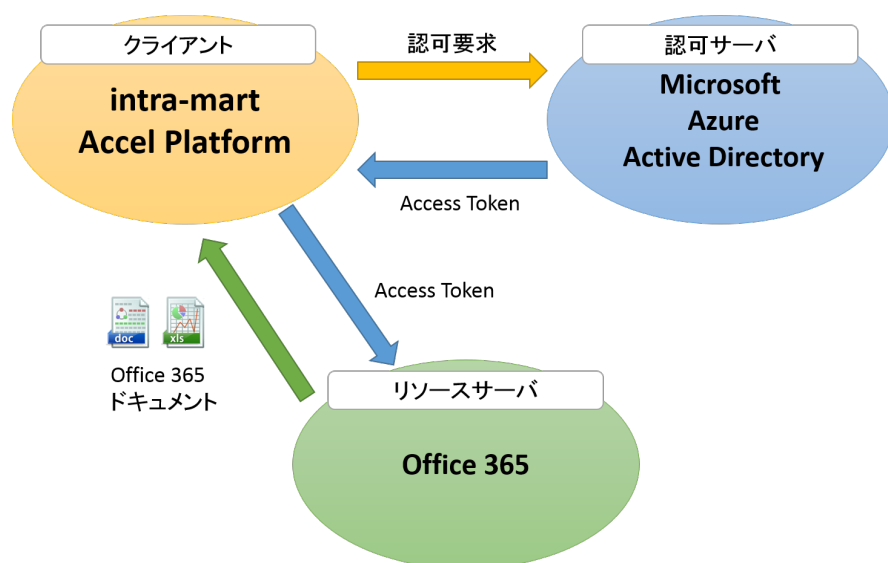 クライアント
intra-mart
Accel Platform
認可要求
認可サーバ
Microsoft
Azure
Active Directory
Access Token
Access Token
doc
xls
Office 365
ドキュメント
リソースサーバ
Office 365